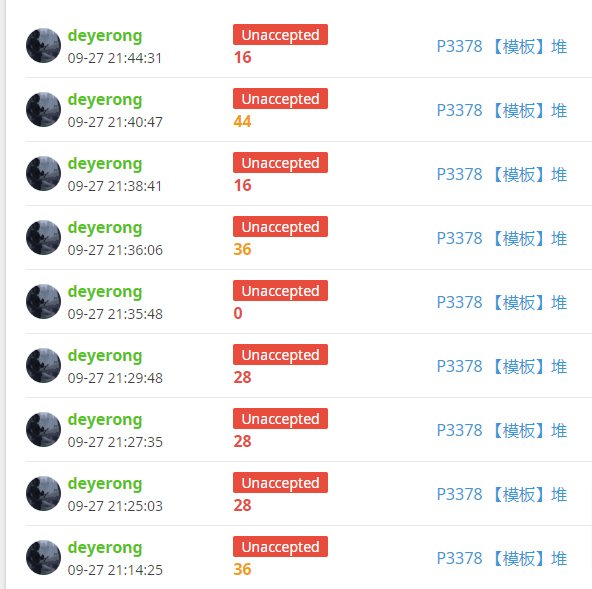 deyerong Unaccepted
09-27 21:44:31 16 P3378 【模板】堆
deyerong Unaccepted
09-27 21:40:47 44 P3378 【模板】堆
deyerong Unaccepted
09-27 21:38:41 16 P3378 【模板】堆
deyerong Unaccepted
09-27 21:36:06 36 P3378 【模板】堆
deyerong Unaccepted
09-27 21:35:48 0 P3378 【模板】堆
deyerong Unaccepted
09-27 21:29:48 28 P3378 【模板】堆
deyerong Unaccepted
09-27 21:27:35 28 P3378 【模板】堆
deyerong Unaccepted
09-27 21:25:03 28 P3378 【模板】堆
deyerong Unaccepted
09-27 21:14:25 36 P3378 【模板】堆